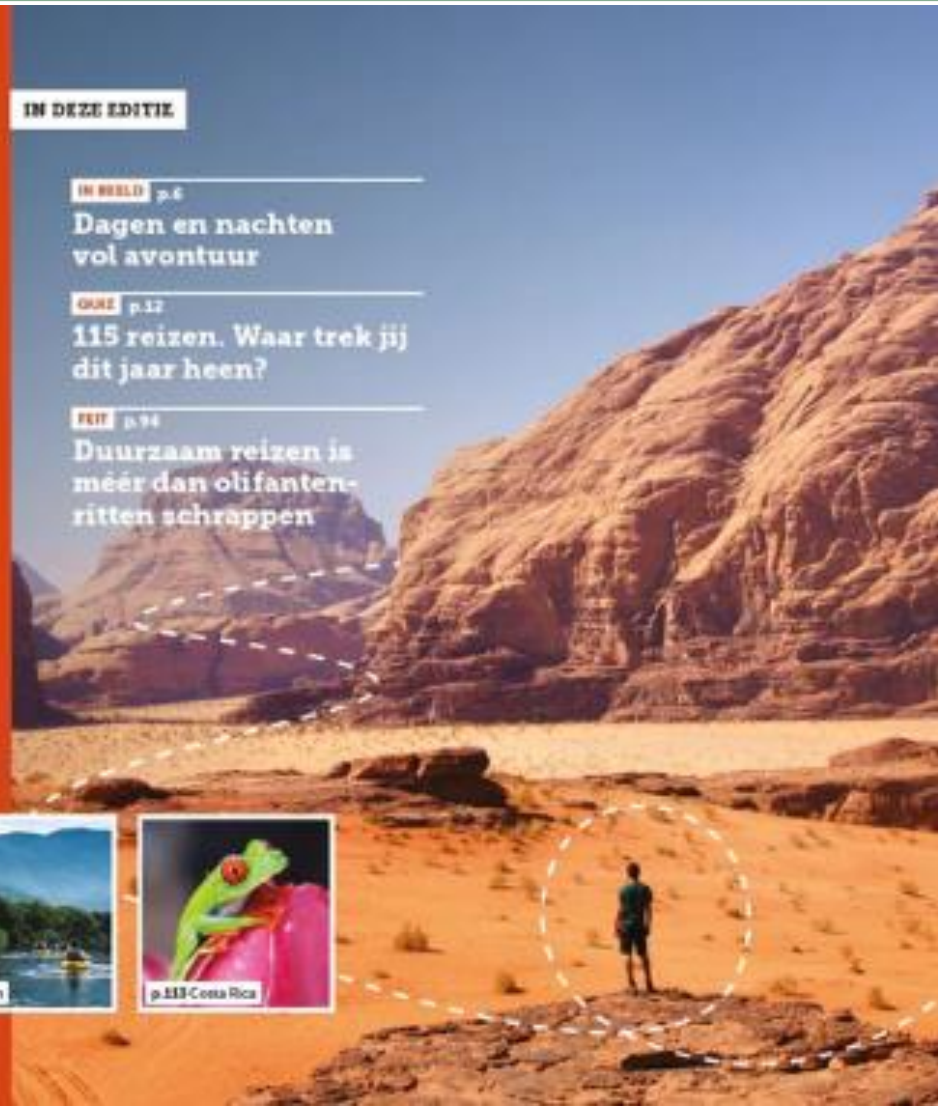 IN DEZE EDITIE
IN BEELD p.6
Dagen en nachten
vol avontuur
QUIZ p.12
115 reizen. Waar trek jij
dit jaar heen?
FEIT p.94
Duurzaam reizen is
méér dan olifanten-
ritten schrappen
p.113 Costa Rica